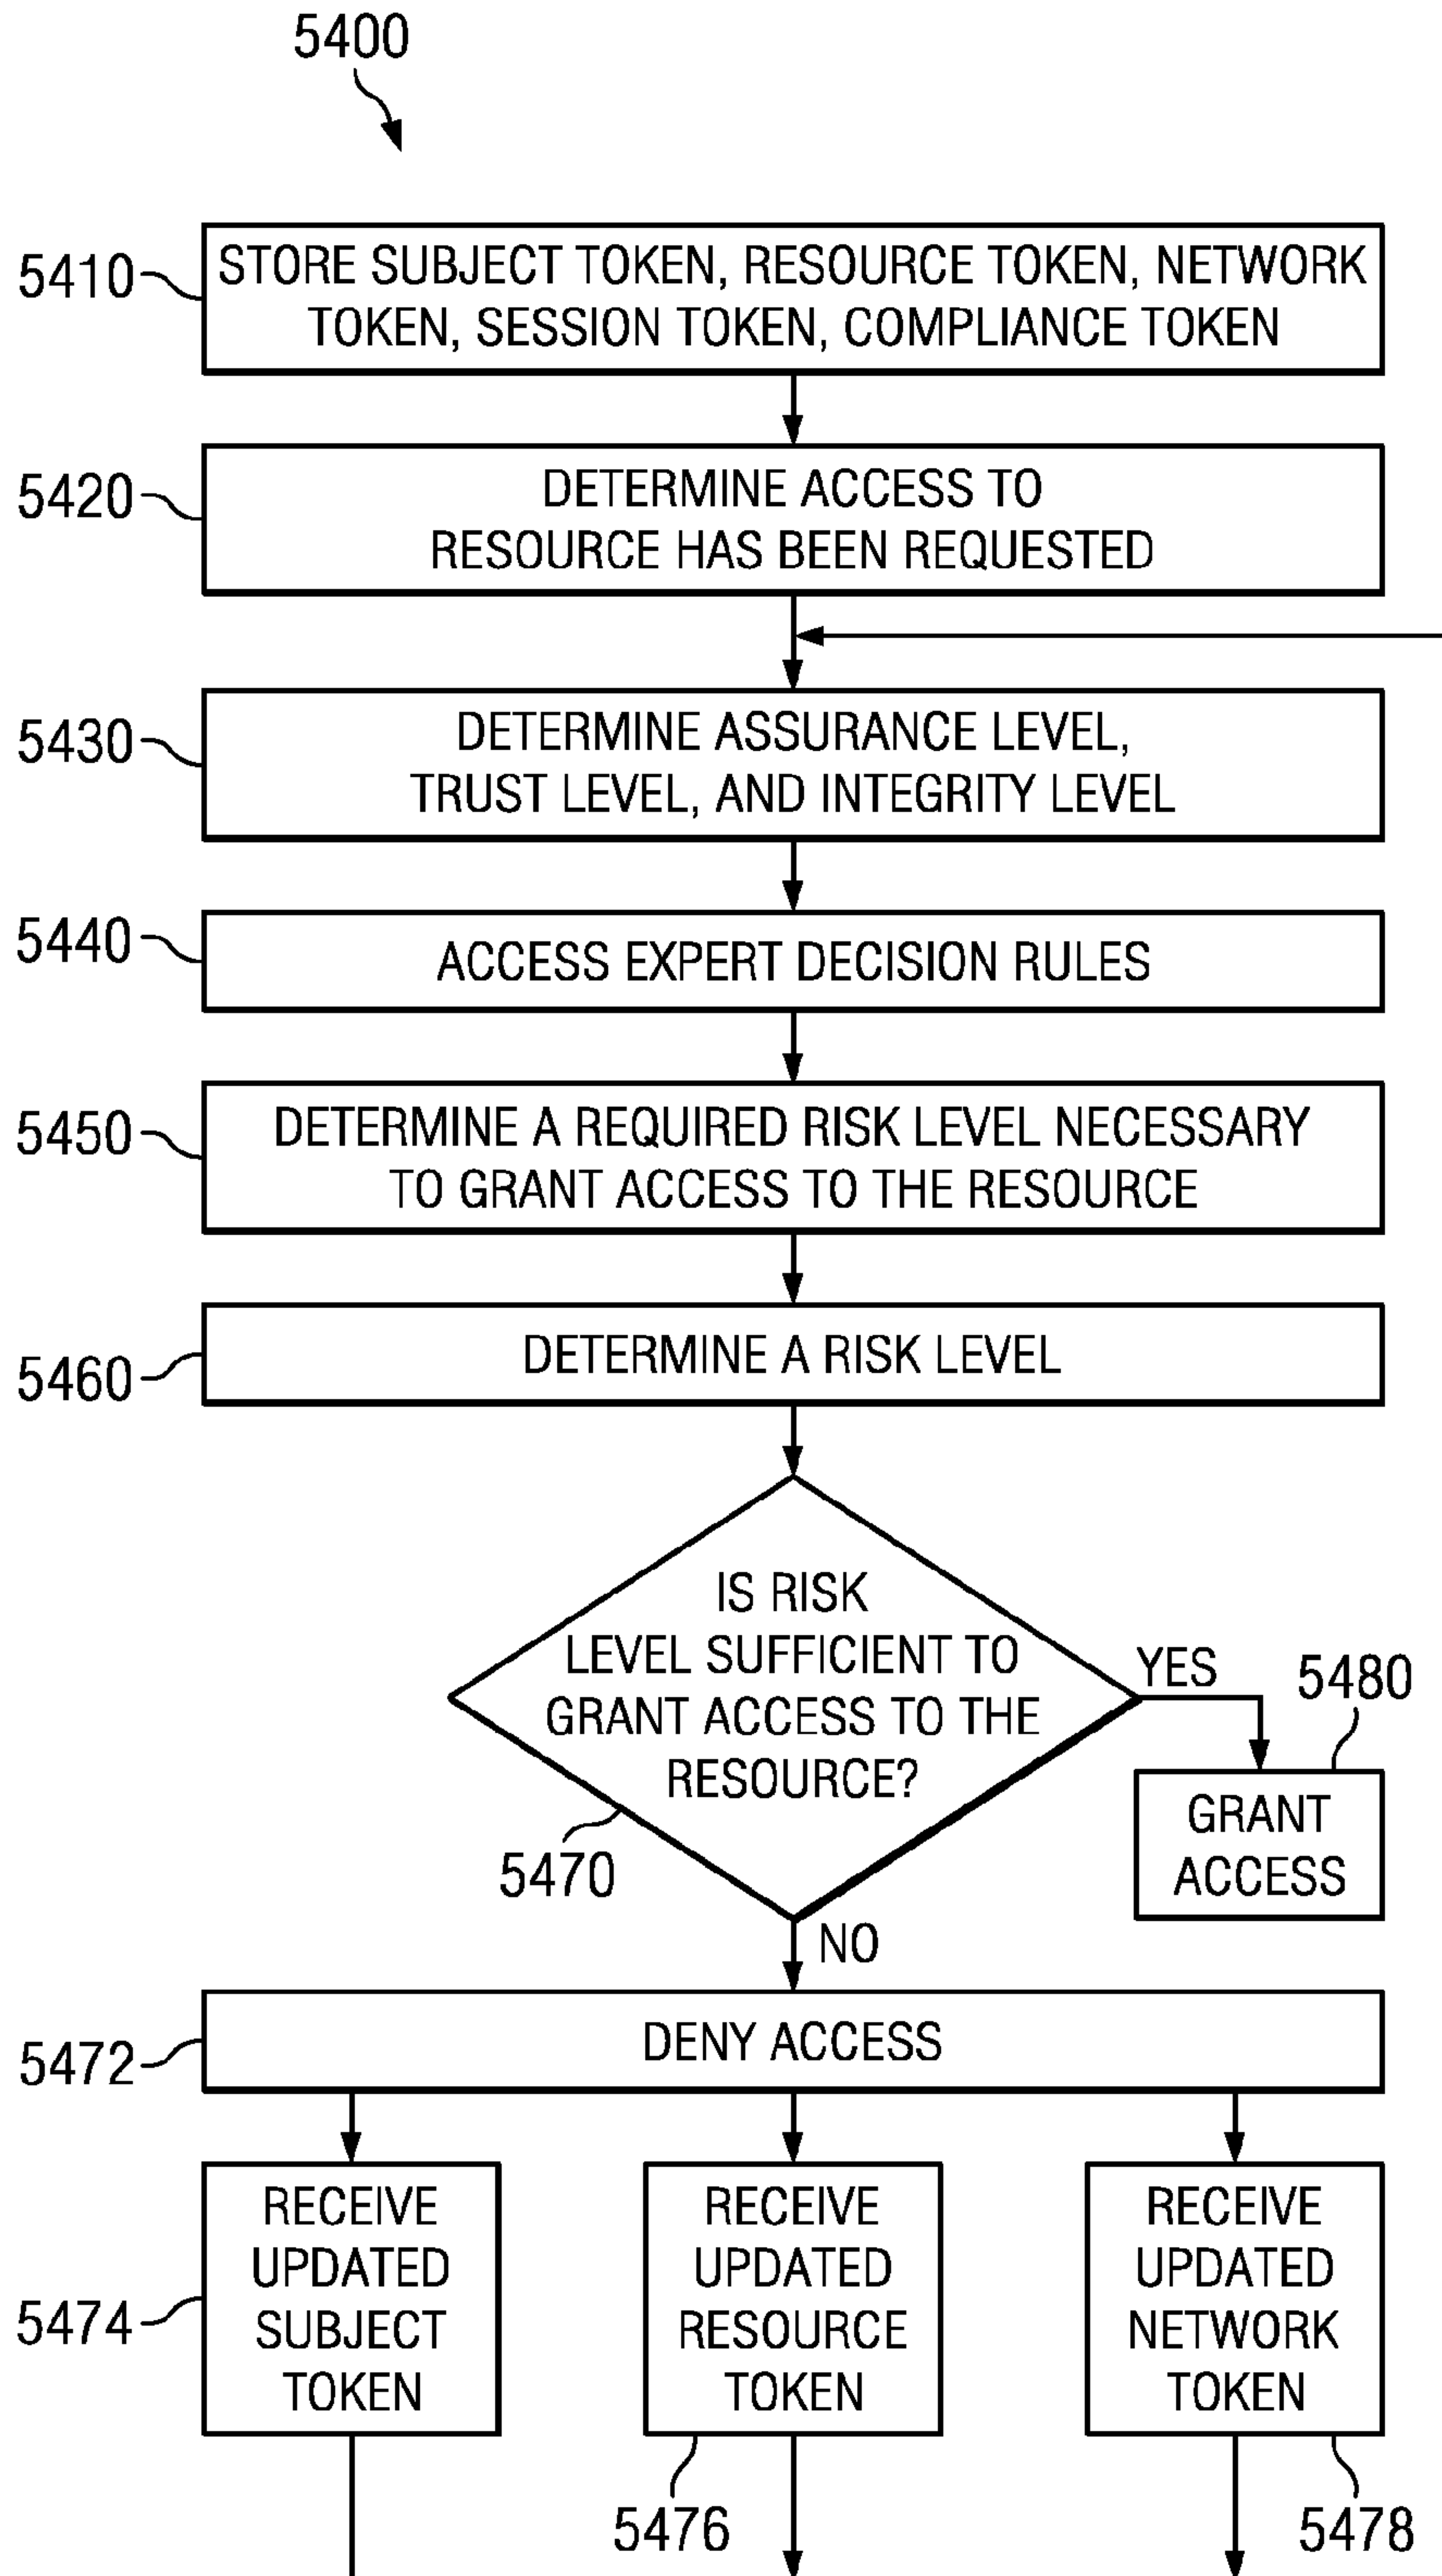 5400
5410
STORE SUBJECT TOKEN, RESOURCE TOKEN, NETWORK
TOKEN, SESSION TOKEN, COMPLIANCE TOKEN
5420
DETERMINE ACCESS TO
RESOURCE HAS BEEN REQUESTED
5430
DETERMINE ASSURANCE LEVEL,
TRUST LEVEL, AND INTEGRITY LEVEL
5440
ACCESS EXPERT DECISION RULES
5450
DETERMINE A REQUIRED RISK LEVEL NECESSARY
TO GRANT ACCESS TO THE RESOURCE
5460
DETERMINE A RISK LEVEL
IS RISK
LEVEL SUFFICIENT TO
GRANT ACCESS TO THE
RESOURCE?
5470
YES
5480
GRANT
ACCESS
NO
5472
DENY ACCESS
5474
RECEIVE
UPDATED
SUBJECT
TOKEN
RECEIVE
UPDATED
RESOURCE
TOKEN
5476
RECEIVE
UPDATED
NETWORK
TOKEN
5478